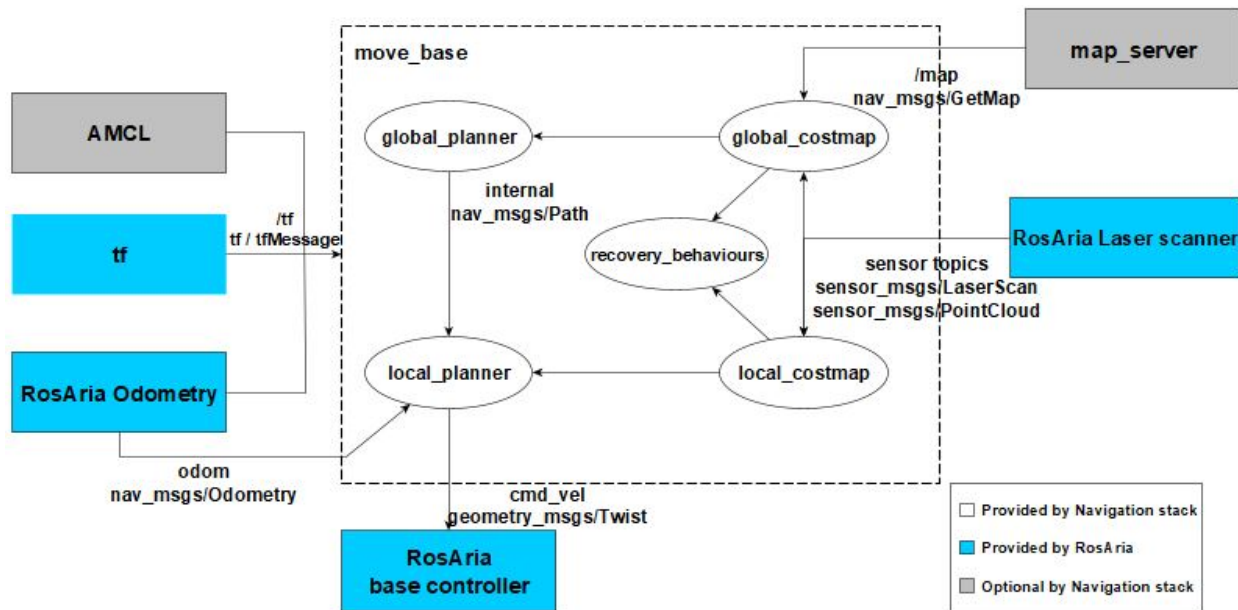 move_base
map_server
/map
nav_msgs/GetMap
AMCL
global_planner
global_costmap
internal
nav_msgs/Path
/tf
tf / tfMessage
tf
recovery_behaviours
RosAria Laser scanner
sensor topics
sensor_msgs/LaserScan
sensor_msgs/PointCloud
local_planner
local_costmap
RosAria Odometry
odom
nav_msgs/Odometry
cmd_vel
geometry_msgs/Twist
RosAria
base controller
Provided by Navigation stack
Provided by RosAria
Optional by Navigation stack